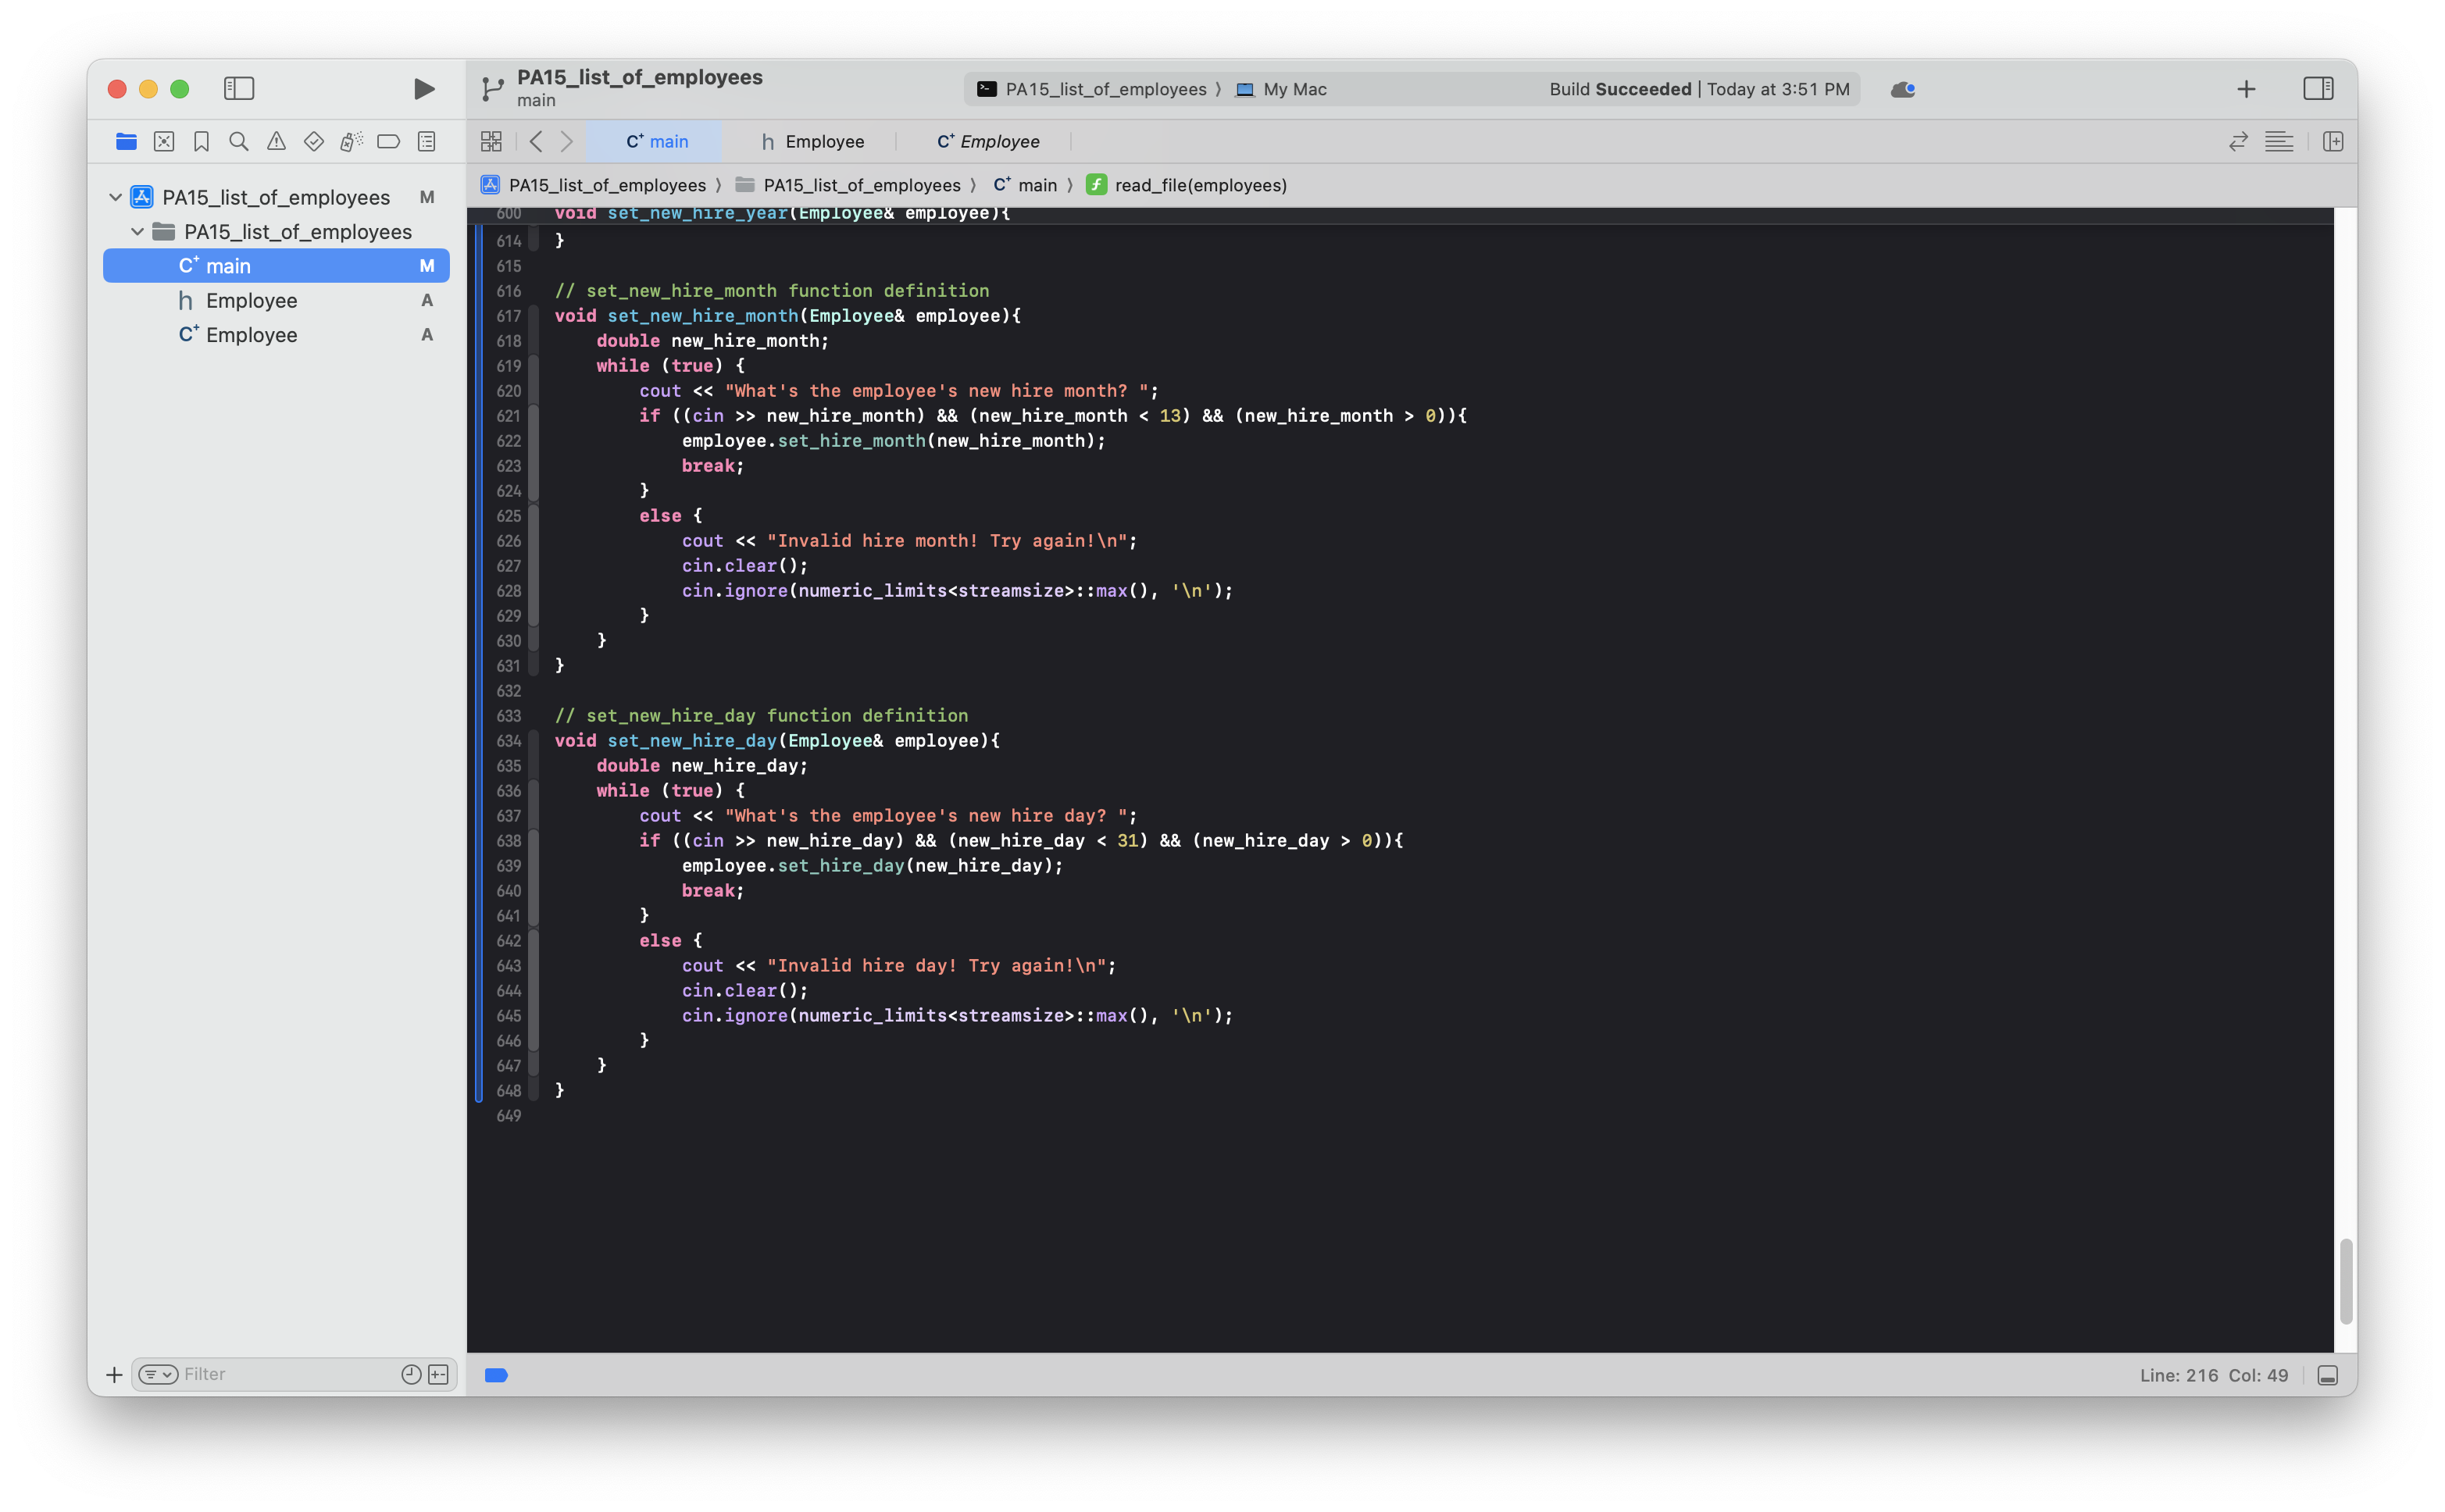 PA15_list_of_employees
main
PA15_list_of_employees 〉 My Mac
Build Succeeded | Today at 3:51 PM
C+ main
h Employee
C+ Employee
PA15_list_of_employees 〉 PA15_list_of_employees 〉 C+ main 〉 f read_file(employees)
PA15_list_of_employees M
PA15_list_of_employees
C+ main M
h Employee A
C+ Employee A
600 void set_new_hire_year(Employee& employee){
614 }
615
616 // set_new_hire_month function definition
617 void set_new_hire_month(Employee& employee){
618     double new_hire_month;
619     while (true) {
620         cout << "What's the employee's new hire month? ";
621         if ((cin >> new_hire_month) && (new_hire_month < 13) && (new_hire_month > 0)){
622             employee.set_hire_month(new_hire_month);
623             break;
624         }
625         else {
626             cout << "Invalid hire month! Try again!\n";
627             cin.clear();
628             cin.ignore(numeric_limits<streamsize>::max(), '\n');
629         }
630     }
631 }
632
633 // set_new_hire_day function definition
634 void set_new_hire_day(Employee& employee){
635     double new_hire_day;
636     while (true) {
637         cout << "What's the employee's new hire day? ";
638         if ((cin >> new_hire_day) && (new_hire_day < 31) && (new_hire_day > 0)){
639             employee.set_hire_day(new_hire_day);
640             break;
641         }
642         else {
643             cout << "Invalid hire day! Try again!\n";
644             cin.clear();
645             cin.ignore(numeric_limits<streamsize>::max(), '\n');
646         }
647     }
648 }
649
Filter
Line: 216 Col: 49